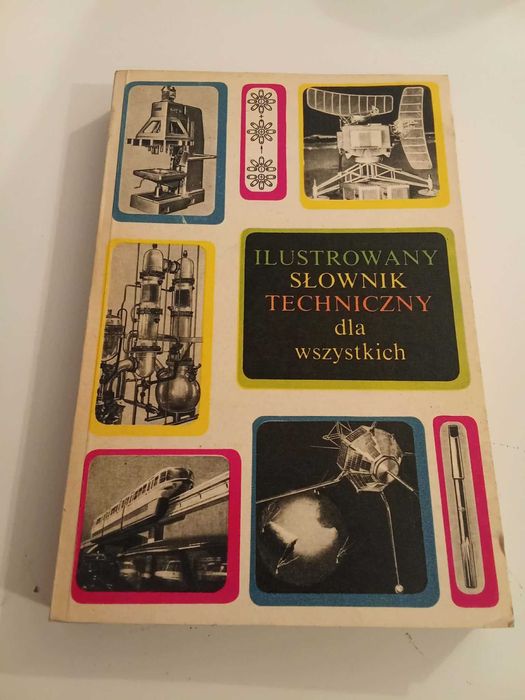 ILUSTROWANY
SŁOWNIK
TECHNICZNY
dla
wszystkich